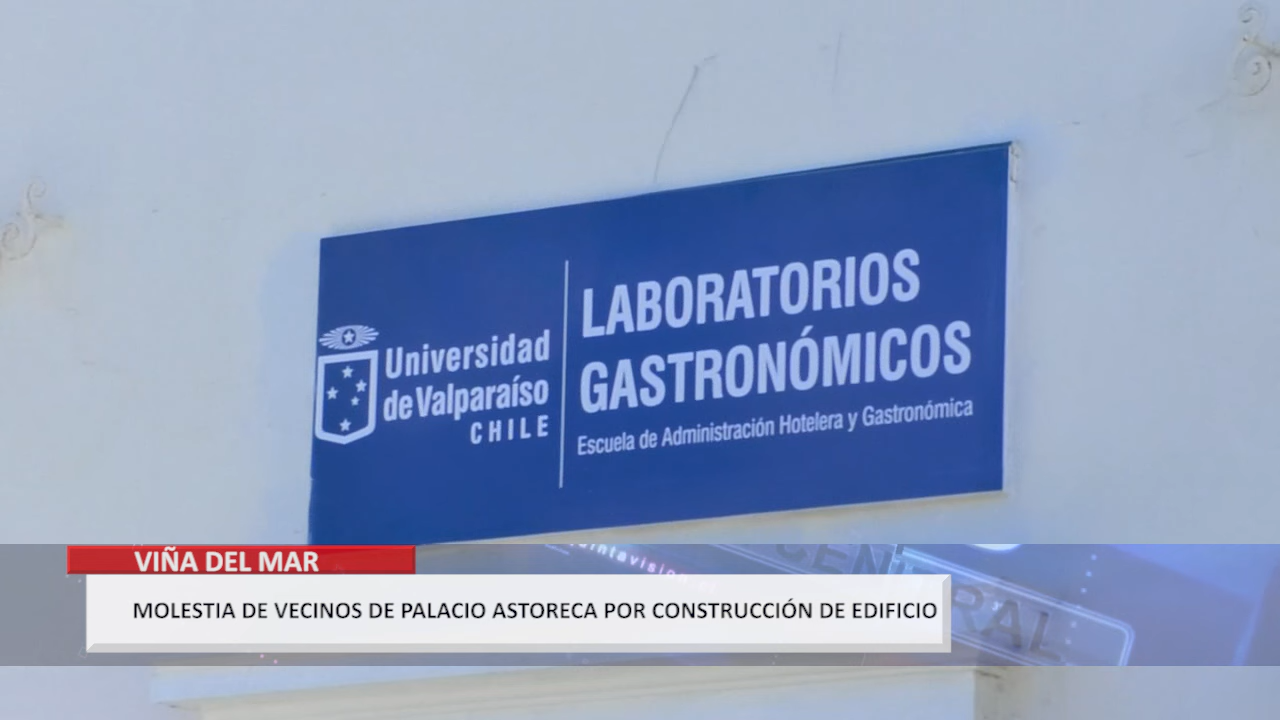 Universidad
de Valparaíso
CHILE
LABORATORIOS
GASTRONÓMICOS
Escuela de Administración Hotelera y Gastronómica
VIÑA DEL MAR
CENTRAL
MOLESTIA DE VECINOS DE PALACIO ASTORECA POR CONSTRUCCIÓN DE EDIFICIO